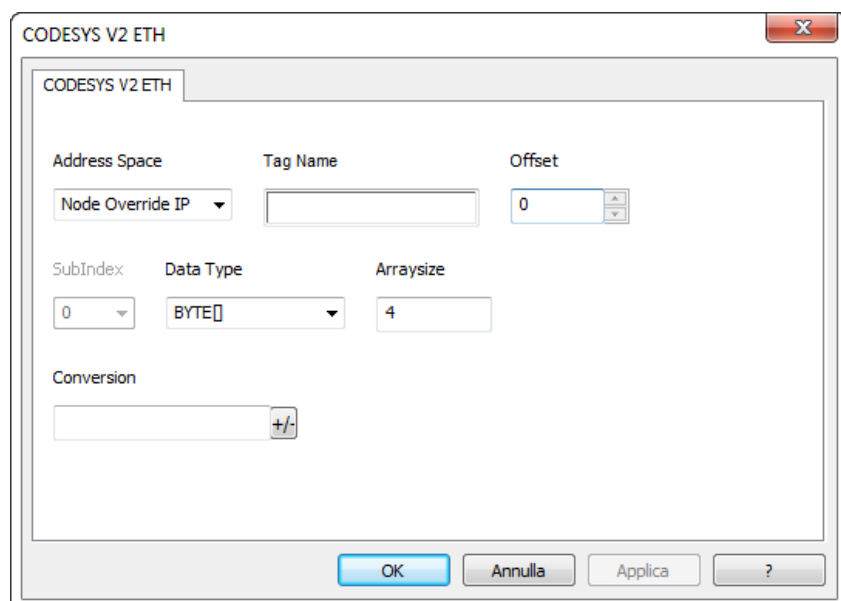 CODESYS V2 ETH
CODESYS V2 ETH
Address Space Tag Name Offset
Node Override IP 0
SubIndex Data Type Arraysize
0 BYTE[] 4
Conversion
+/-
OK Annulla Applica ?